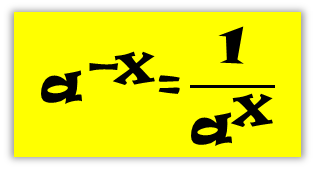 a⁻ˣ = 1/aˣ